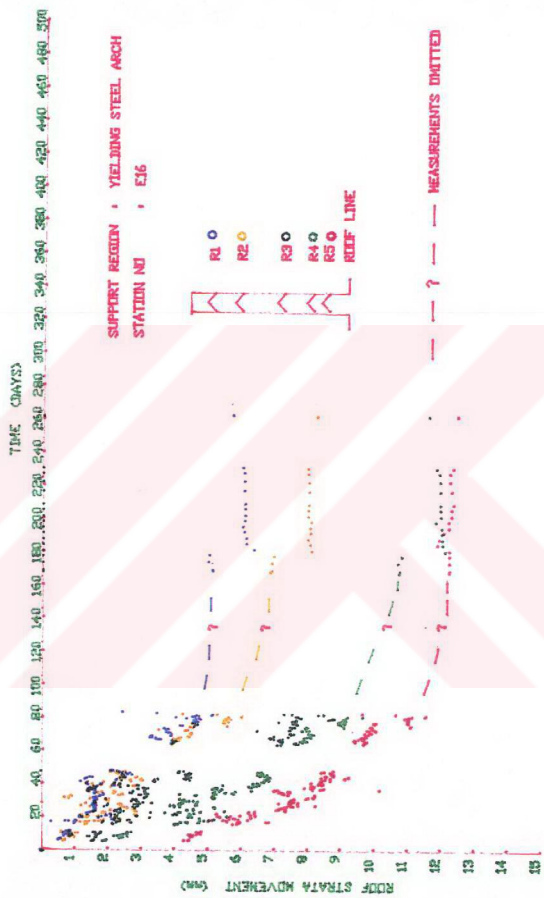 TIME (DAYS)
20 40 60 80 100 120 140 160 180 200 220 240 260 280 300 320 340 360 380 400 420 440 460 480 500
SUPPORT REGION : YIELDING STEEL ARCH
STATION NO : E16
R1
R2
R3
R4
R5
ROOF LINE
? 
?
?
?
? MEASUREMENTS OMITTED
ROOF STRATA MOVEMENT (mm)
1
2
3
4
5
6
7
8
9
10
11
12
13
14
15